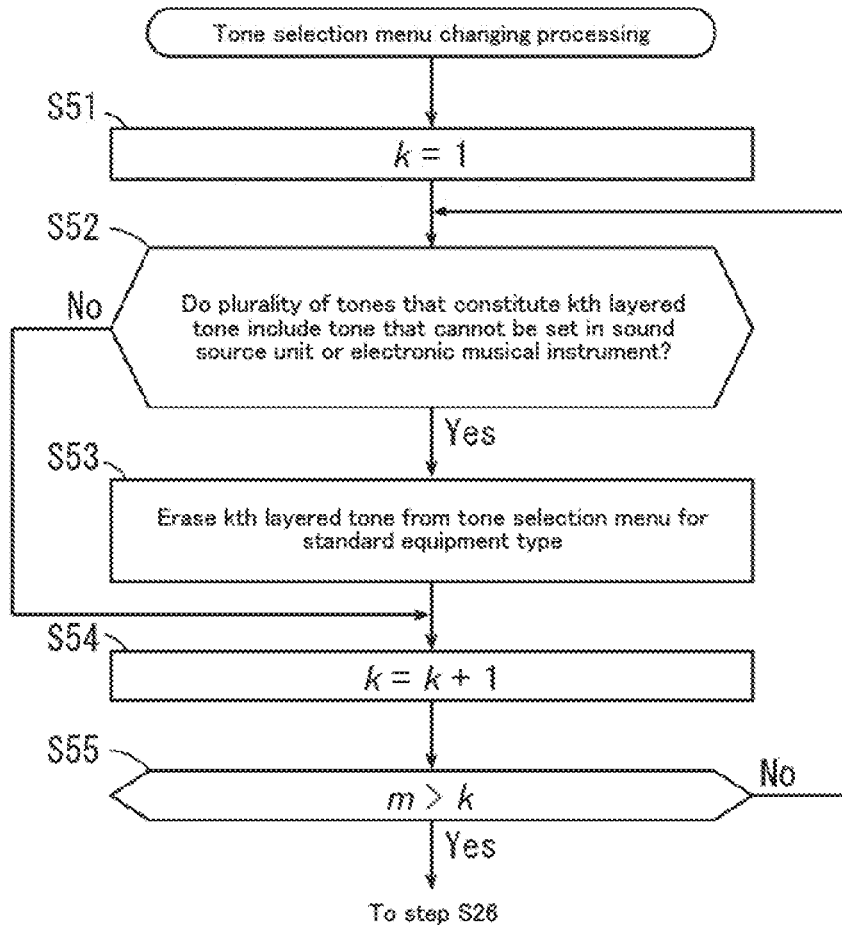 Tone selection menu changing processing
S51
k = 1
S52
No
Do plurality of tones that constitute kth layered
tone include tone that cannot be set in sound
source unit or electronic musical instrument?
Yes
S53
Erase kth layered tone from tone selection menu for
standard equipment type
S54
k = k + 1
S55
No
m > k
Yes
To step S26